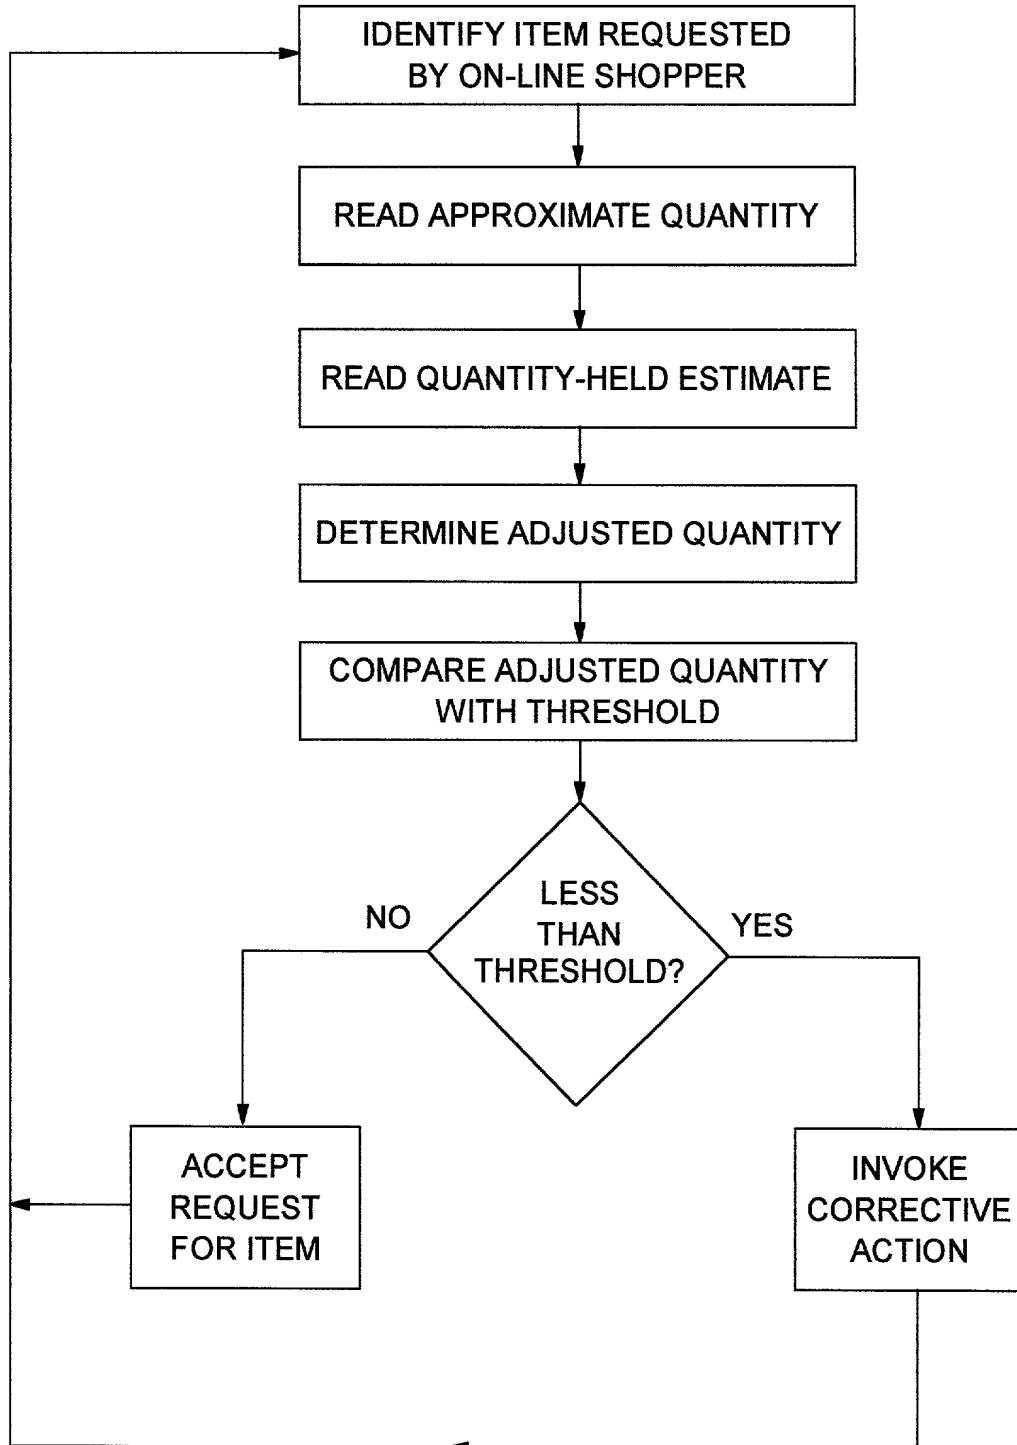 IDENTIFY ITEM REQUESTED
BY ON-LINE SHOPPER
READ APPROXIMATE QUANTITY
READ QUANTITY-HELD ESTIMATE
DETERMINE ADJUSTED QUANTITY
COMPARE ADJUSTED QUANTITY
WITH THRESHOLD
LESS
THAN
THRESHOLD?
NO
YES
ACCEPT
REQUEST
FOR ITEM
INVOKE
CORRECTIVE
ACTION